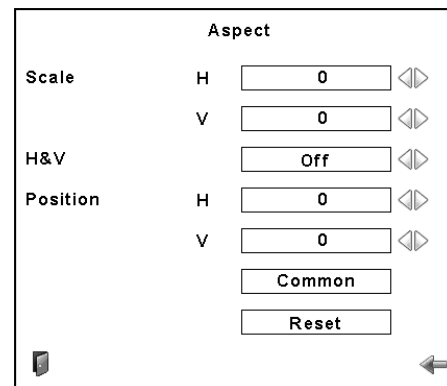 Aspect
Scale H 0
V 0
H&V Off
Position H 0
V 0
Common
Reset